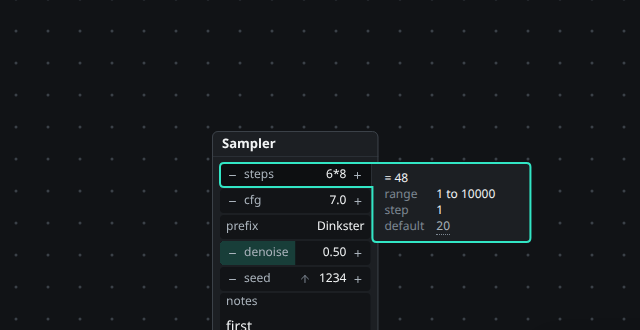 Sampler
− steps 6*8 +
= 48
range 1 to 10000
step 1
default 20
− cfg 7.0 +
prefix Dinkster
− denoise 0.50 +
− seed ↑ 1234 +
notes
first